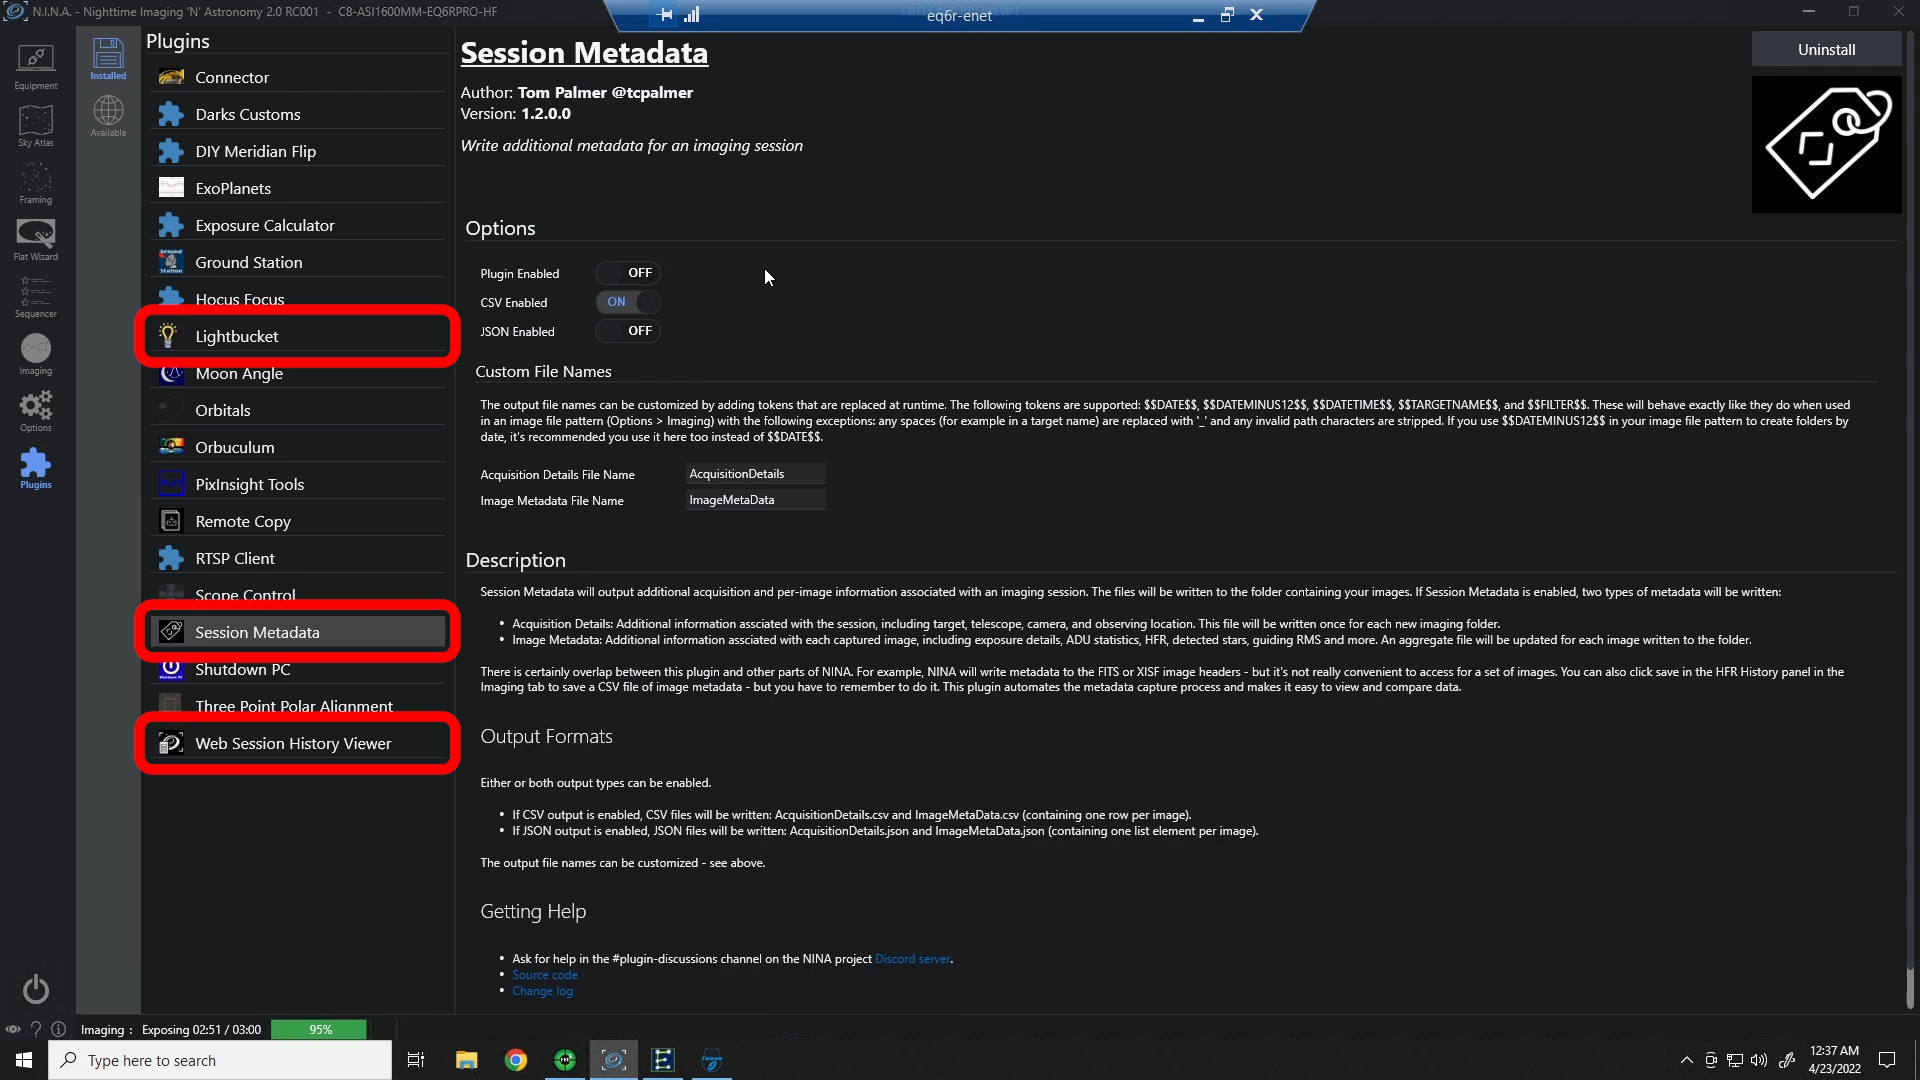 N.I.N.A. - Nighttime Imaging 'N' Astronomy 2.0 RC001 - C8-ASI1600MM-EQ6RPRO-HF
eq6r-enet
Equipment
Sky Atlas
Framing
Flat Wizard
Sequencer
Imaging
Options
Plugins
Installed
Available
Plugins
Connector
Darks Customs
DIY Meridian Flip
ExoPlanets
Exposure Calculator
Ground Station
Hocus Focus
Lightbucket
Moon Angle
Orbitals
Orbuculum
PixInsight Tools
Remote Copy
RTSP Client
Scope Control
Session Metadata
Shutdown PC
Three Point Polar Alignment
Web Session History Viewer
Session Metadata
Uninstall
Author: Tom Palmer @tcpalmer
Version: 1.2.0.0
Write additional metadata for an imaging session
Options
Plugin Enabled OFF
CSV Enabled ON
JSON Enabled OFF
Custom File Names
The output file names can be customized by adding tokens that are replaced at runtime. The following tokens are supported: $$DATE$$, $$DATEMINUS12$$, $$DATETIME$$, $$TARGETNAME$$, and $$FILTER$$. These will behave exactly like they do when used
in an image file pattern (Options > Imaging) with the following exceptions: any spaces (for example in a target name) are replaced with '_' and any invalid path characters are stripped. If you use $$DATEMINUS12$$ in your image file pattern to create folders by
date, it's recommended you use it here too instead of $$DATE$$.
Acquisition Details File Name AcquisitionDetails
Image Metadata File Name ImageMetaData
Description
Session Metadata will output additional acquisition and per-image information associated with an imaging session. The files will be written to the folder containing your images. If Session Metadata is enabled, two types of metadata will be written:
• Acquisition Details: Additional information assciated with the session, including target, telescope, camera, and observing location. This file will be written once for each new imaging folder.
• Image Metadata: Additional information assciated with each captured image, including exposure details, ADU statistics, HFR, detected stars, guiding RMS and more. An aggregate file will be updated for each image written to the folder.
There is certainly overlap between this plugin and other parts of NINA. For example, NINA will write metadata to the FITS or XISF image headers - but it's not really convenient to access for a set of images. You can also click save in the HFR History panel in the
Imaging tab to save a CSV file of image metadata - but you have to remember to do it. This plugin automates the metadata capture process and makes it easy to view and compare data.
Output Formats
Either or both output types can be enabled.
• If CSV output is enabled, CSV files will be written: AcquisitionDetails.csv and ImageMetaData.csv (containing one row per image).
• If JSON output is enabled, JSON files will be written: AcquisitionDetails.json and ImageMetaData.json (containing one list element per image).
The output file names can be customized - see above.
Getting Help
• Ask for help in the #plugin-discussions channel on the NINA project Discord server.
• Source code
• Change log
Imaging : Exposing 02:51 / 03:00 95%
Type here to search
12:37 AM
4/23/2022